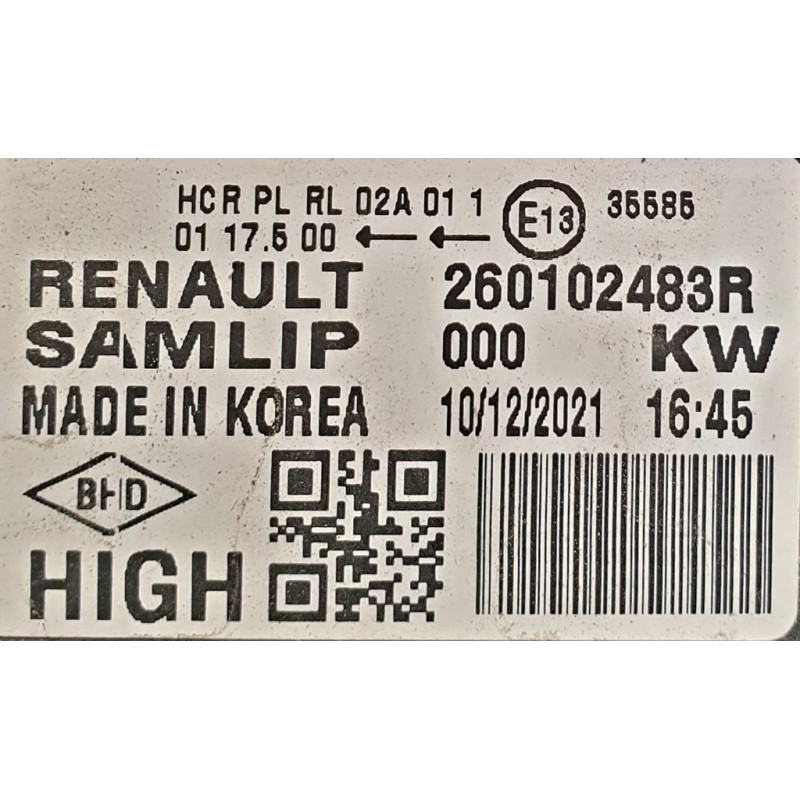 HCR PL RL 02A 01 1 E13 35585
01 17.5 00 ← ←
RENAULT 260102483R
SAMLIP 000 KW
MADE IN KOREA 10/12/2021 16:45
BHD
HIGH